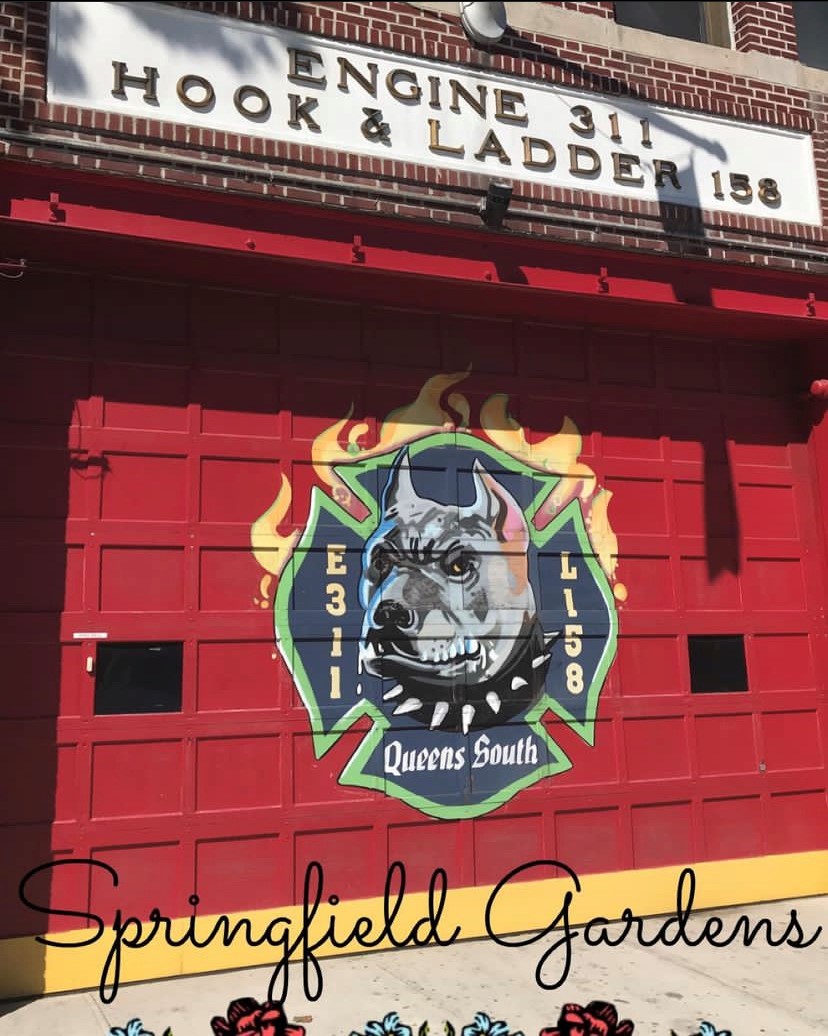 ENGINE 311
HOOK & LADDER 158
E311
L158
Queens South
Springfield Gardens